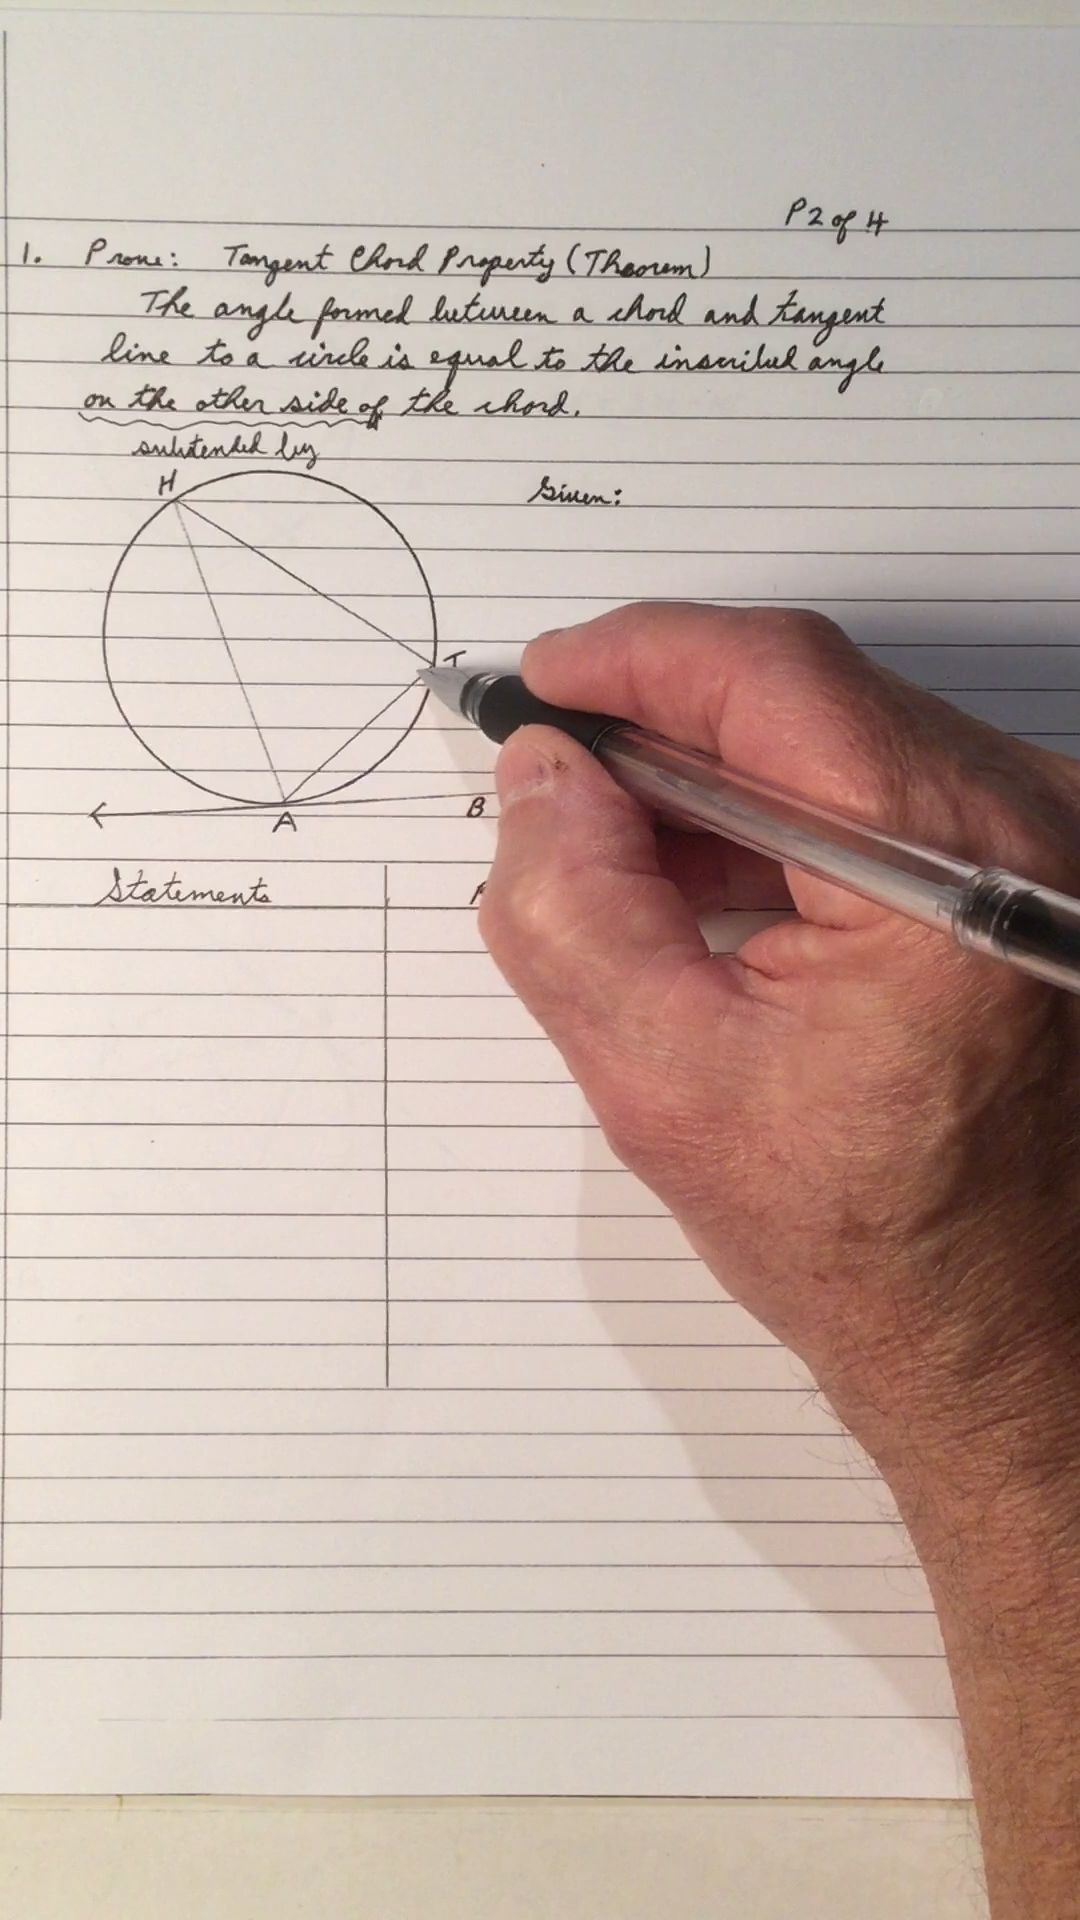 P2 of 4
1. Prove: Tangent Chord Property (Theorem)
The angle formed between a chord and tangent
line to a circle is equal to the inscribed angle
on the other side of the chord.
subtended by
H
Given:
T
B
A
Statements